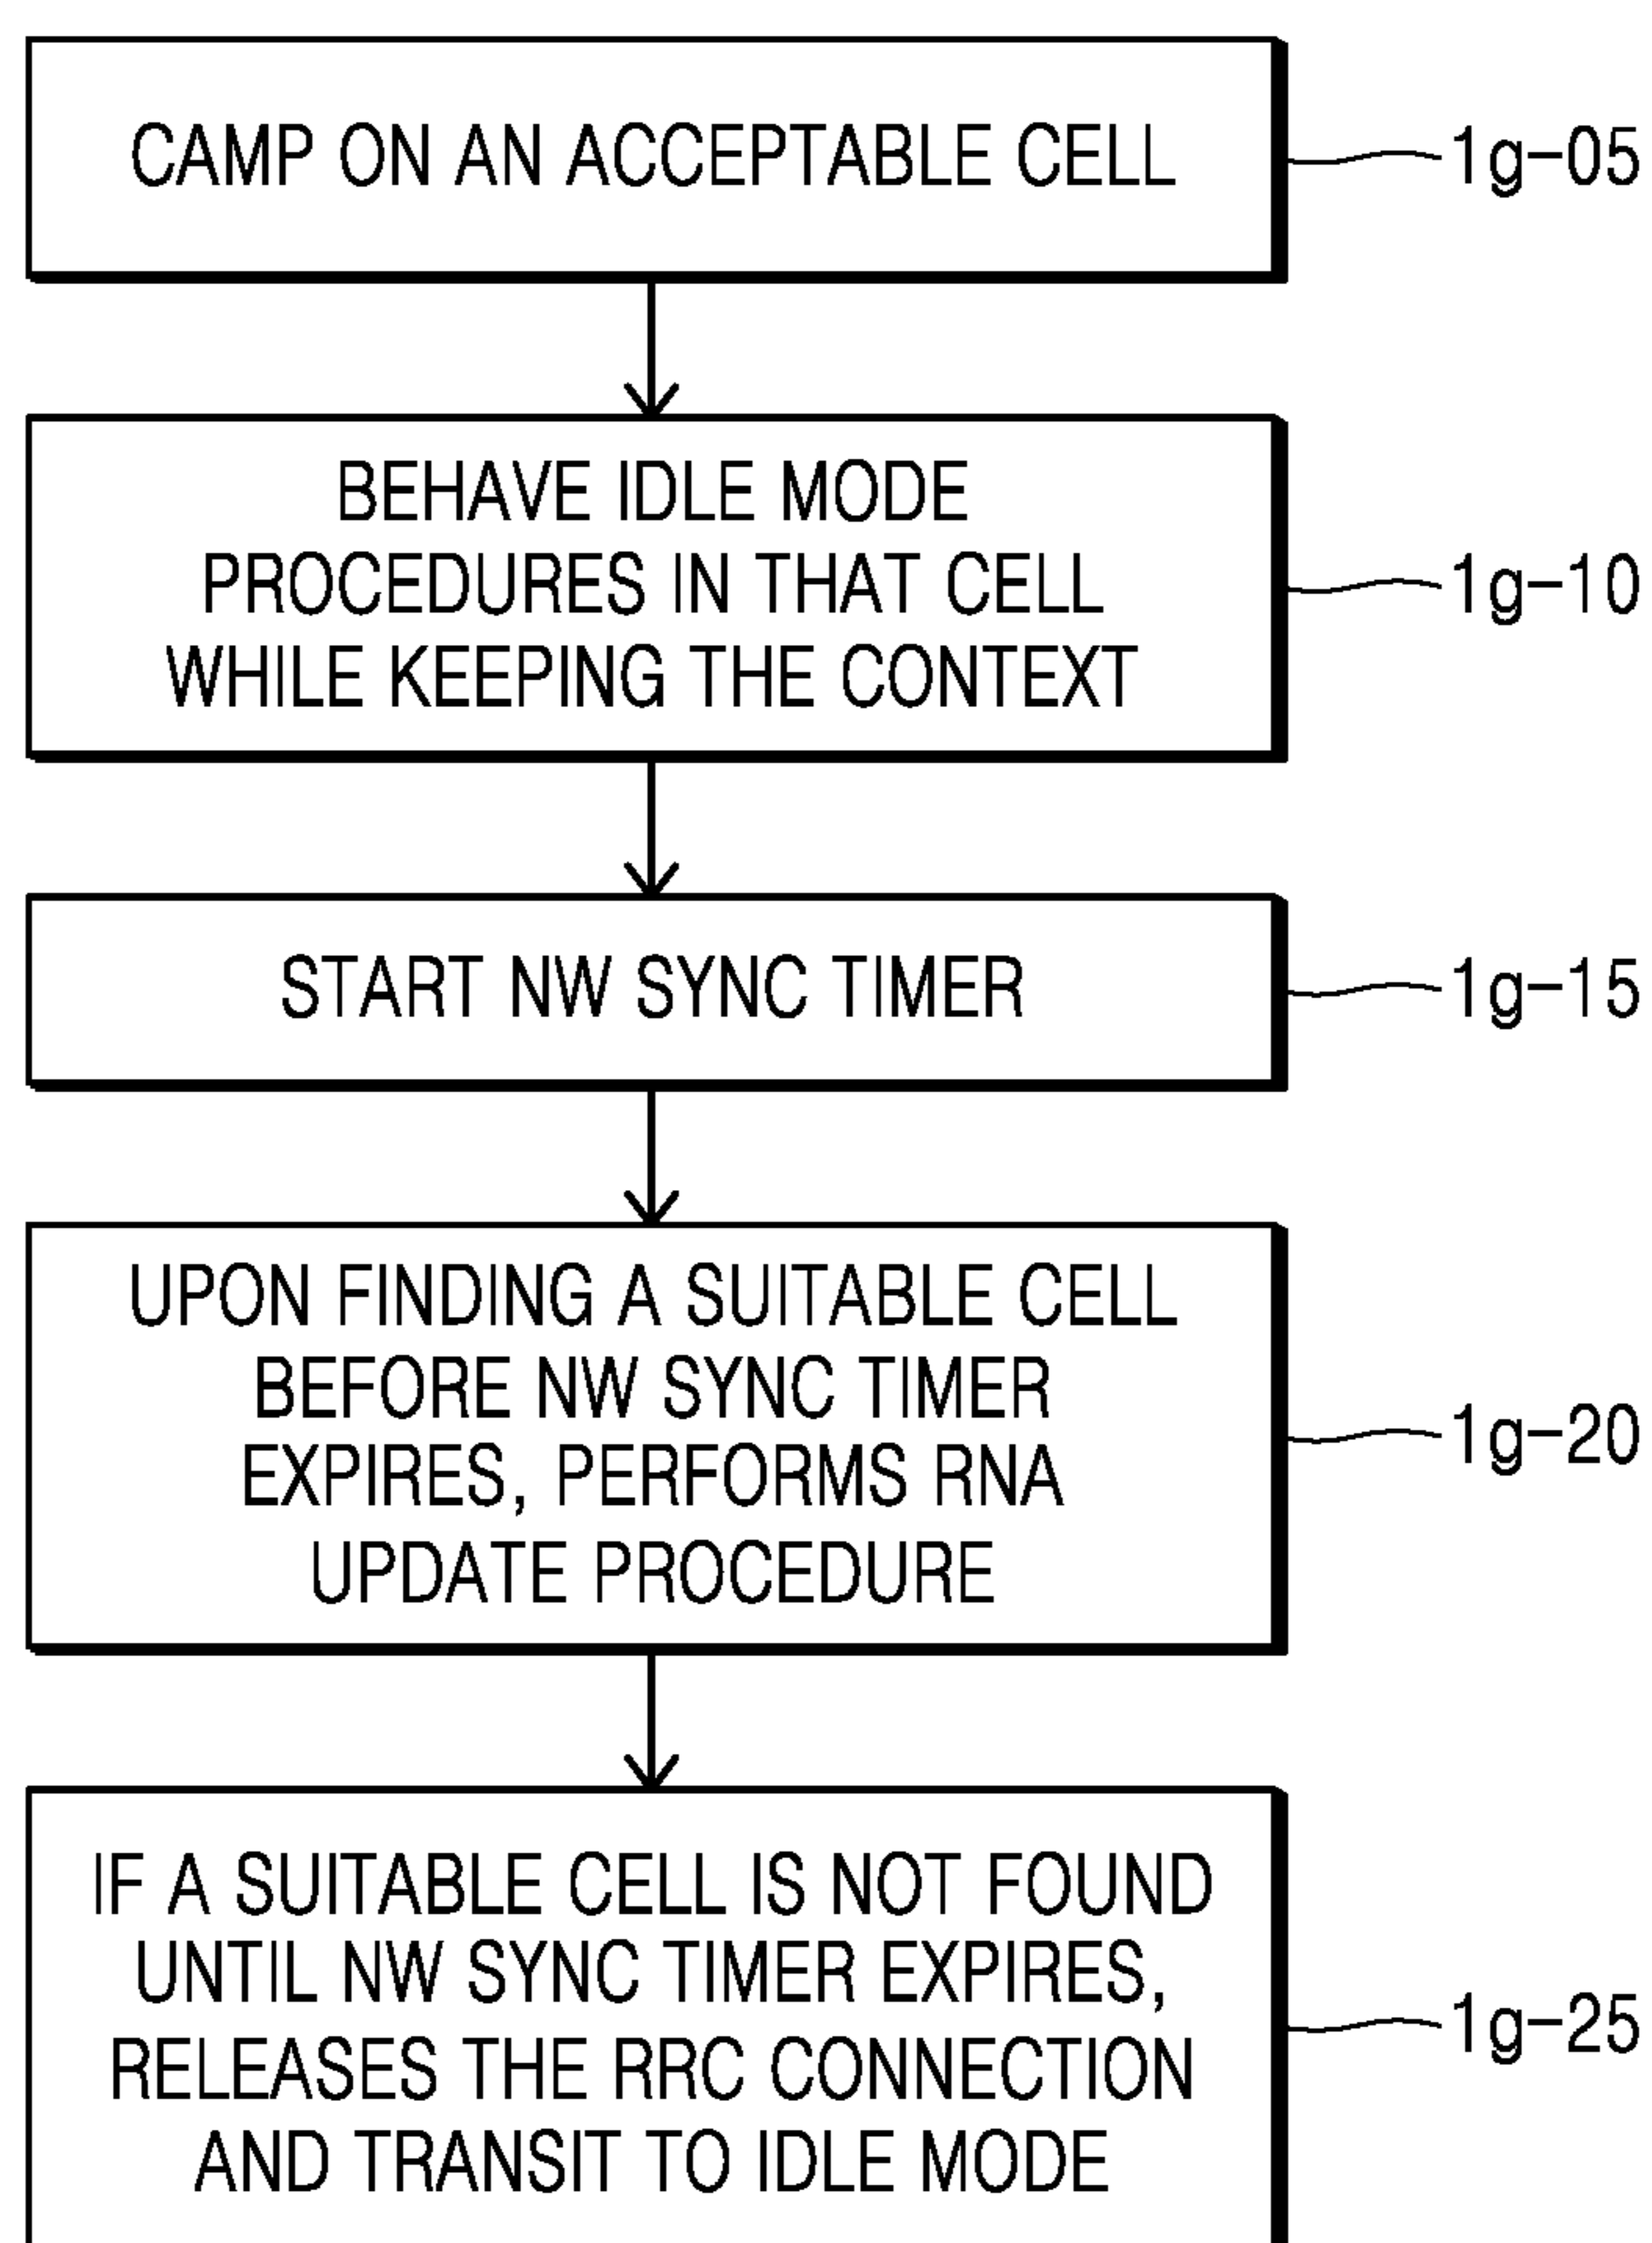 CAMP ON AN ACCEPTABLE CELL
1g-05
BEHAVE IDLE MODE
PROCEDURES IN THAT CELL
WHILE KEEPING THE CONTEXT
1g-10
START NW SYNC TIMER
1g-15
UPON FINDING A SUITABLE CELL
BEFORE NW SYNC TIMER
EXPIRES, PERFORMS RNA
UPDATE PROCEDURE
1g-20
IF A SUITABLE CELL IS NOT FOUND
UNTIL NW SYNC TIMER EXPIRES,
RELEASES THE RRC CONNECTION
AND TRANSIT TO IDLE MODE
1g-25